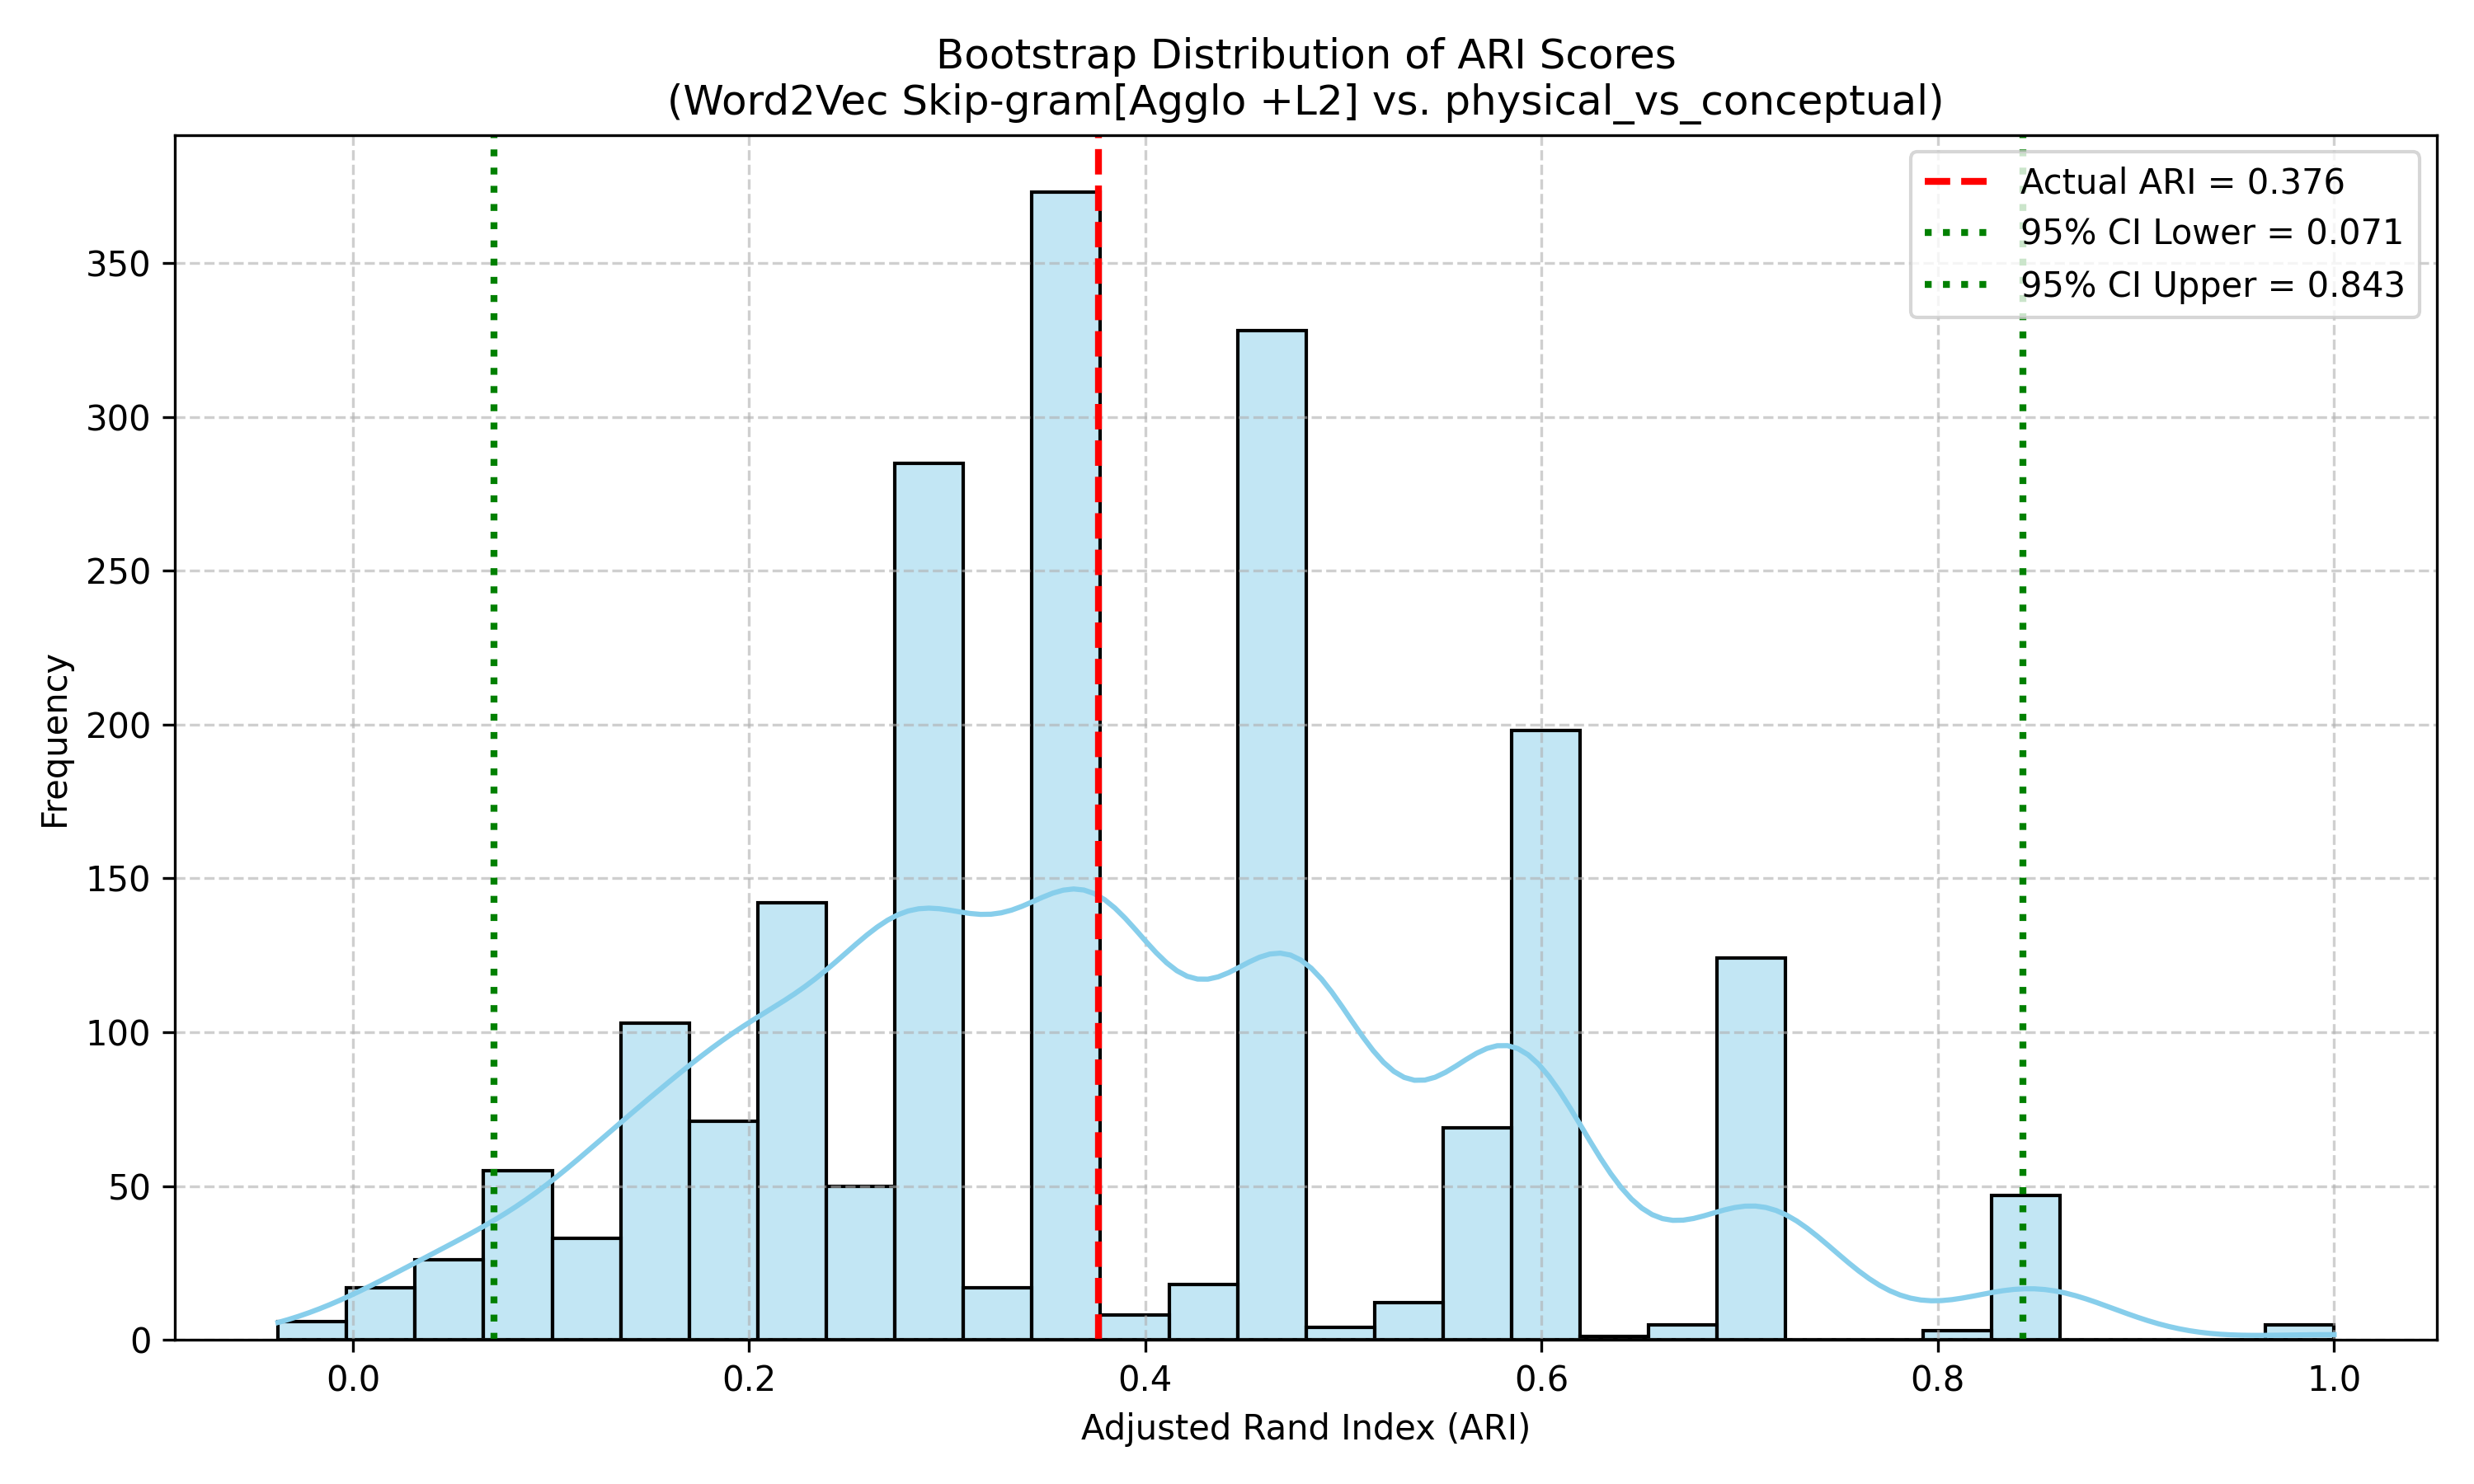 Bootstrap Distribution of ARI Scores
(Word2Vec Skip-gram[Agglo +L2] vs. physical_vs_conceptual)
Actual ARI = 0.376
95% CI Lower = 0.071
95% CI Upper = 0.843
Frequency
350
300
250
200
150
100
50
0
0.0 0.2 0.4 0.6 0.8 1.0
Adjusted Rand Index (ARI)